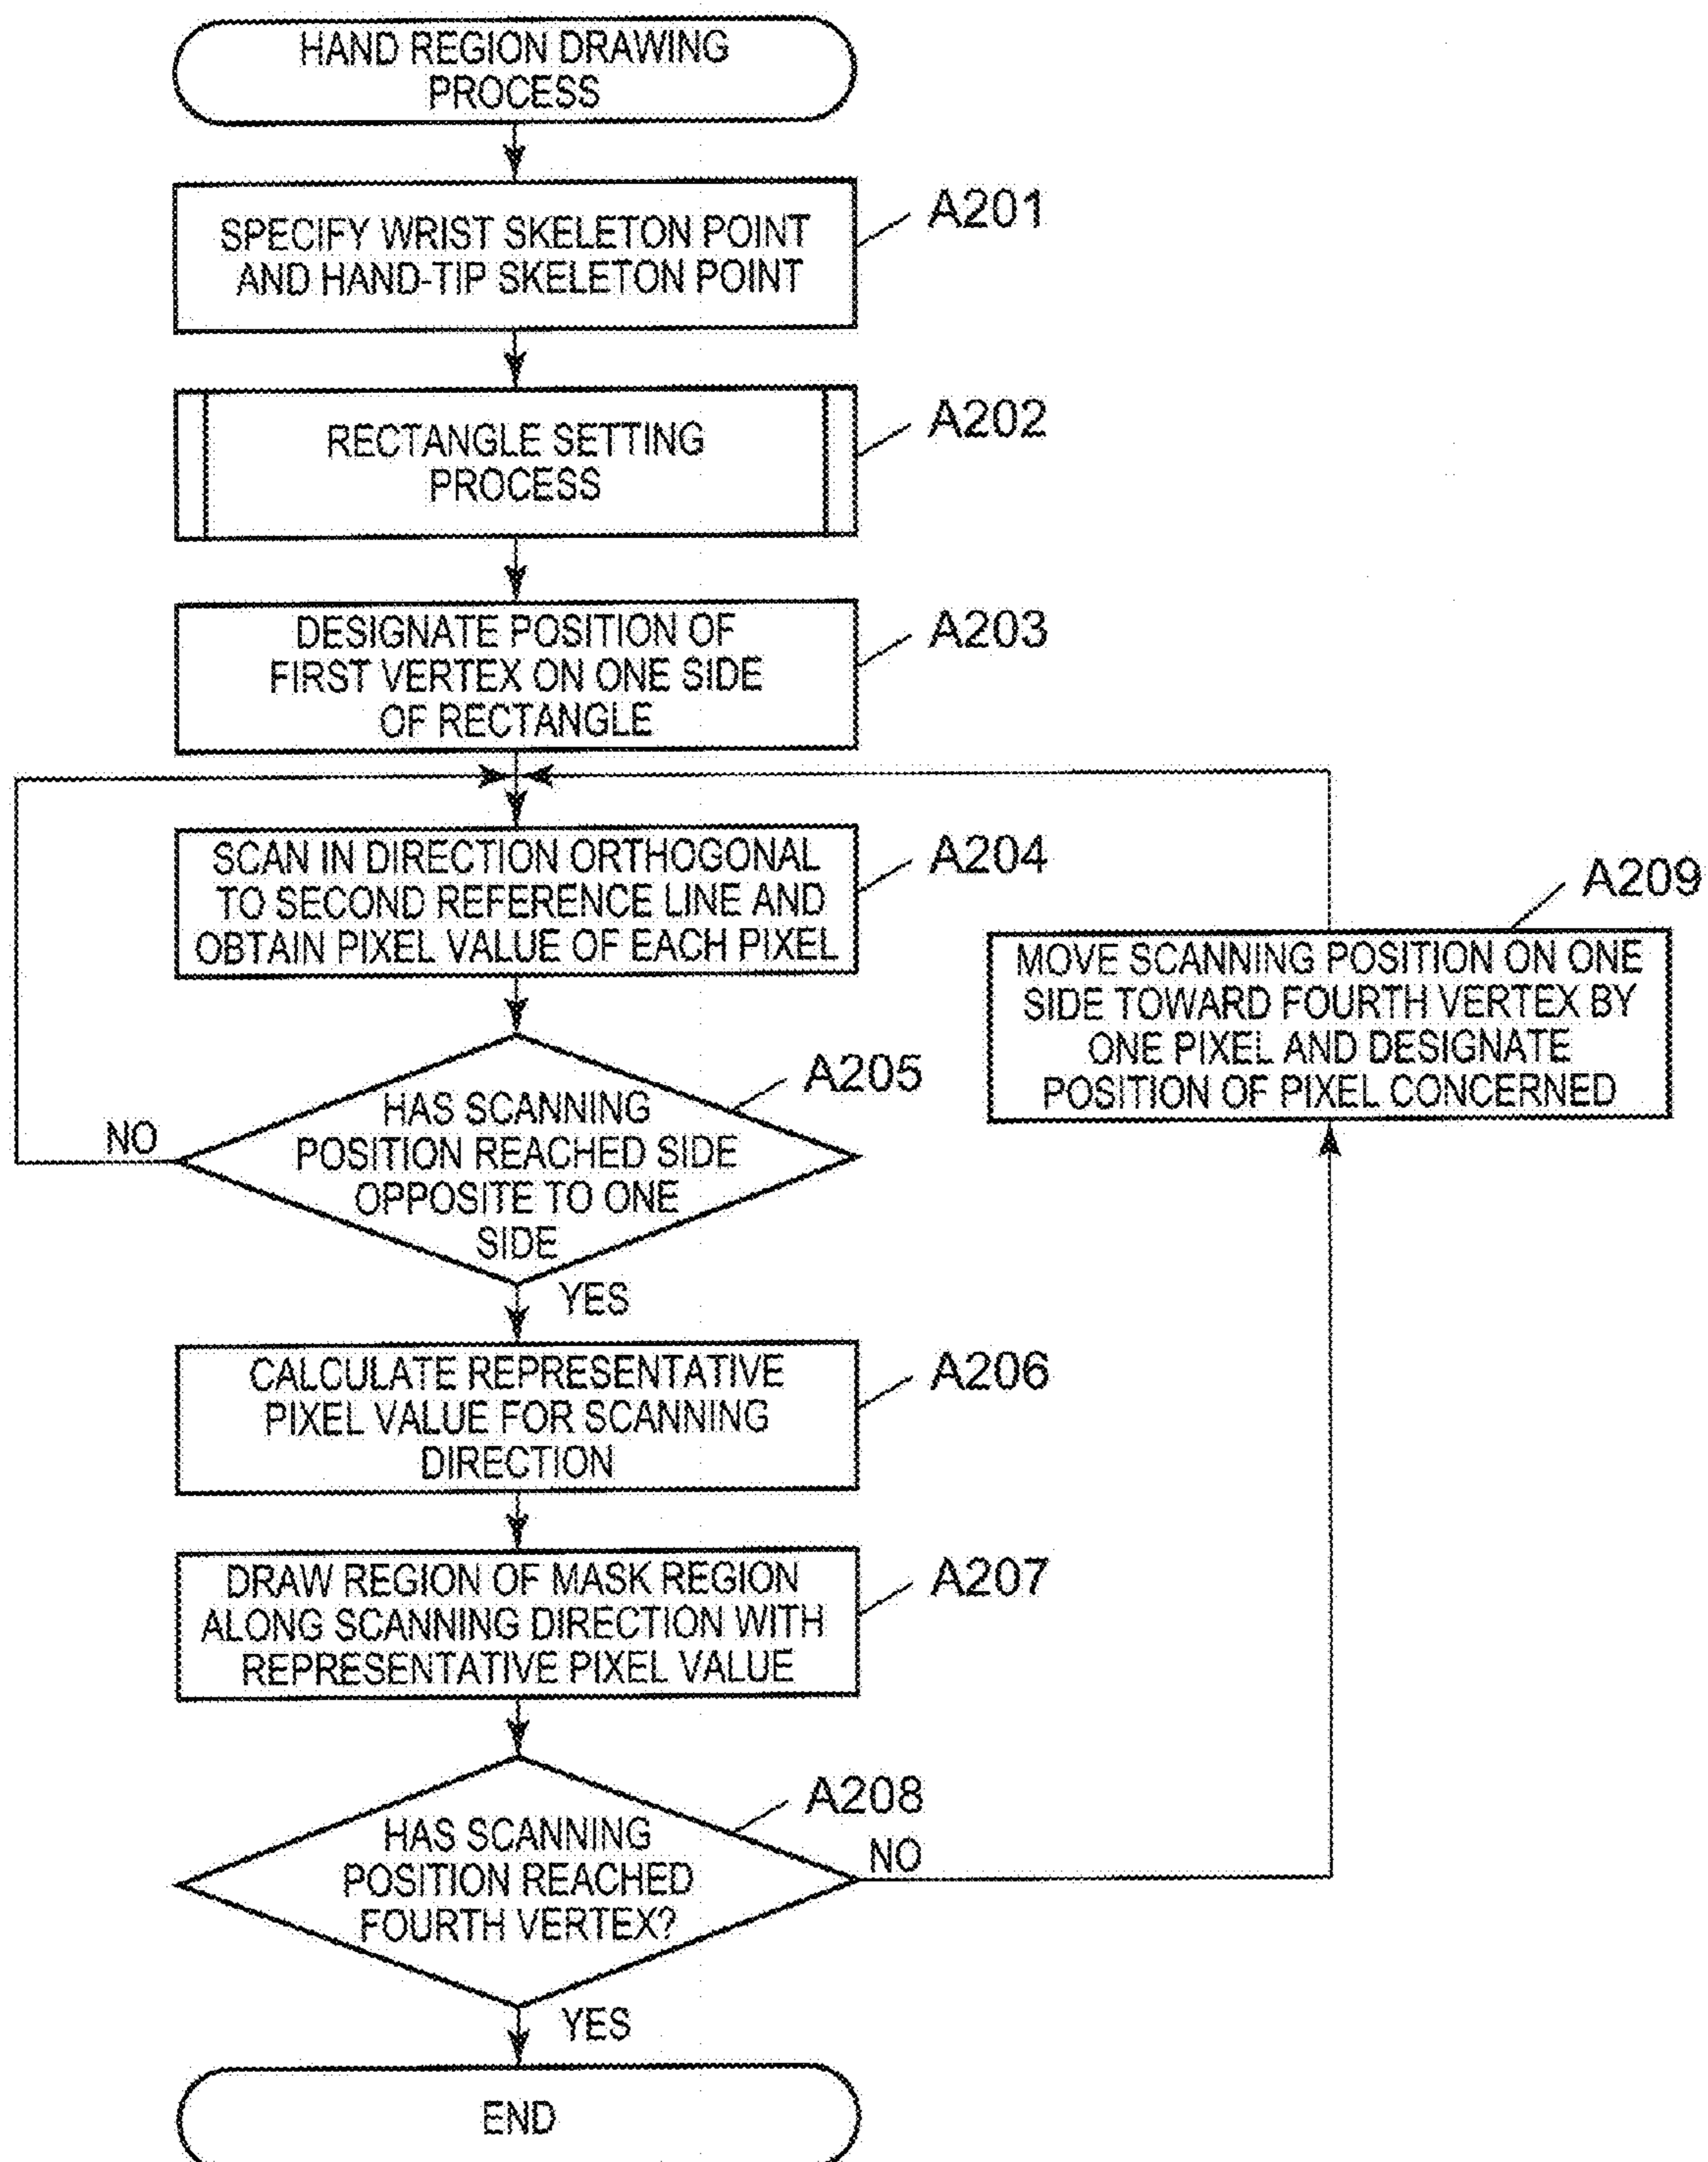 HAND REGION DRAWING
PROCESS
A201
SPECIFY WRIST SKELETON POINT
AND HAND-TIP SKELETON POINT
A202
RECTANGLE SETTING
PROCESS
A203
DESIGNATE POSITION OF
FIRST VERTEX ON ONE SIDE
OF RECTANGLE
A204
SCAN IN DIRECTION ORTHOGONAL
TO SECOND REFERENCE LINE AND
OBTAIN PIXEL VALUE OF EACH PIXEL
A209
MOVE SCANNING POSITION ON ONE
SIDE TOWARD FOURTH VERTEX BY
ONE PIXEL AND DESIGNATE
POSITION OF PIXEL CONCERNED
A205
HAS SCANNING
POSITION REACHED SIDE
OPPOSITE TO ONE
SIDE
NO
YES
A206
CALCULATE REPRESENTATIVE
PIXEL VALUE FOR SCANNING
DIRECTION
A207
DRAW REGION OF MASK REGION
ALONG SCANNING DIRECTION WITH
REPRESENTATIVE PIXEL VALUE
A208
HAS SCANNING
POSITION REACHED
FOURTH VERTEX?
NO
YES
END